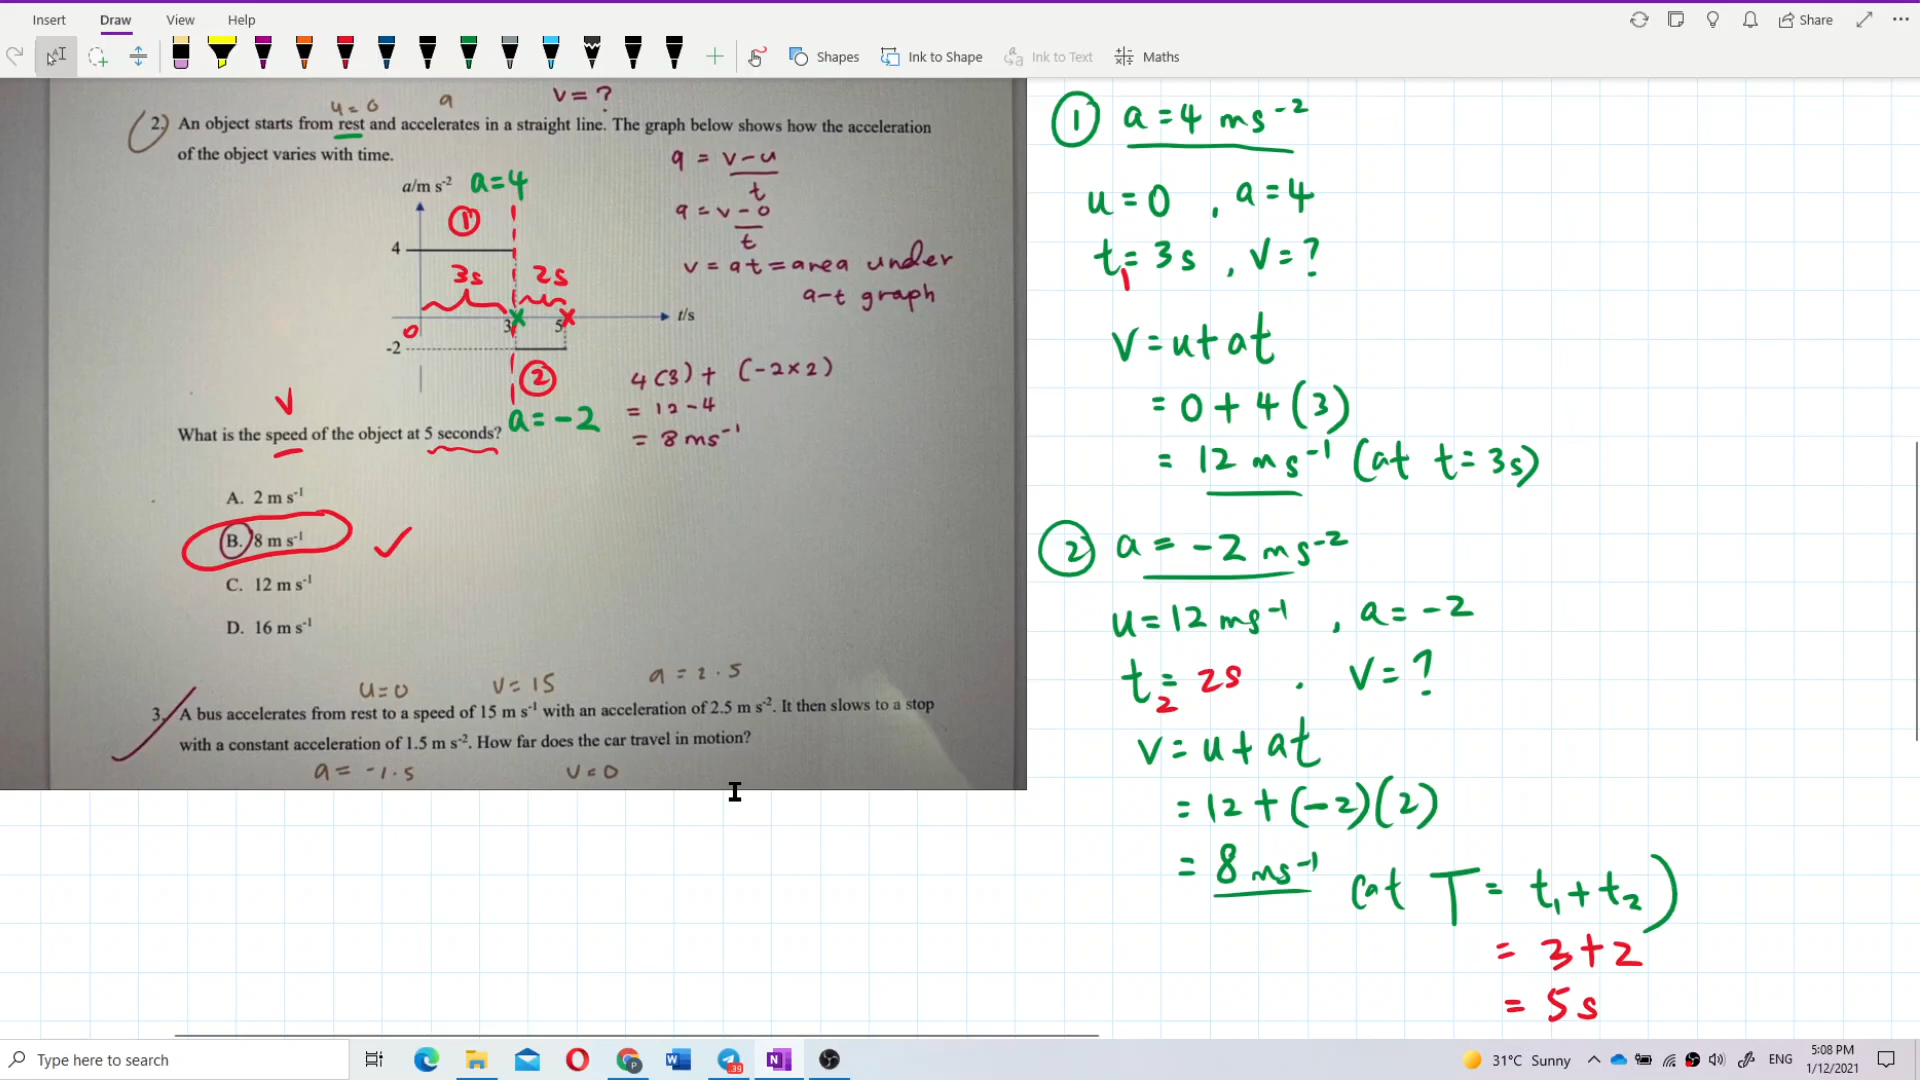 Insert Draw View Help
Share
Shapes Ink to Shape Ink to Text Maths
u = 0 a v = ?
2. An object starts from rest and accelerates in a straight line. The graph below shows how the acceleration
of the object varies with time.
a/m s⁻² a = 4
①
4
3s 2s
0 3 5 t/s
-2
②
a = -2
a = v - u / t
a = v - 0 / t
v = at = area under
a-t graph
4(3) + (-2×2)
= 12 - 4
= 8 ms⁻¹
v
What is the speed of the object at 5 seconds?
A. 2 m s⁻¹
B. 8 m s⁻¹ ✓
C. 12 m s⁻¹
D. 16 m s⁻¹
u = 0 v = 15 a = 2.5
3. A bus accelerates from rest to a speed of 15 m s⁻¹ with an acceleration of 2.5 m s⁻². It then slows to a stop
with a constant acceleration of 1.5 m s⁻². How far does the car travel in motion?
a = -1.5 v = 0
① a = 4 ms⁻²
u = 0 , a = 4
t₁ = 3s , v = ?
v = u + at
= 0 + 4(3)
= 12 ms⁻¹ (at t = 3s)
② a = -2 ms⁻²
u = 12 ms⁻¹ , a = -2
t₂ = 2s . v = ?
v = u + at
= 12 + (-2)(2)
= 8 ms⁻¹ (at T = t₁ + t₂)
= 3 + 2
= 5s
Type here to search
39
31°C Sunny
ENG
5:08 PM
1/12/2021